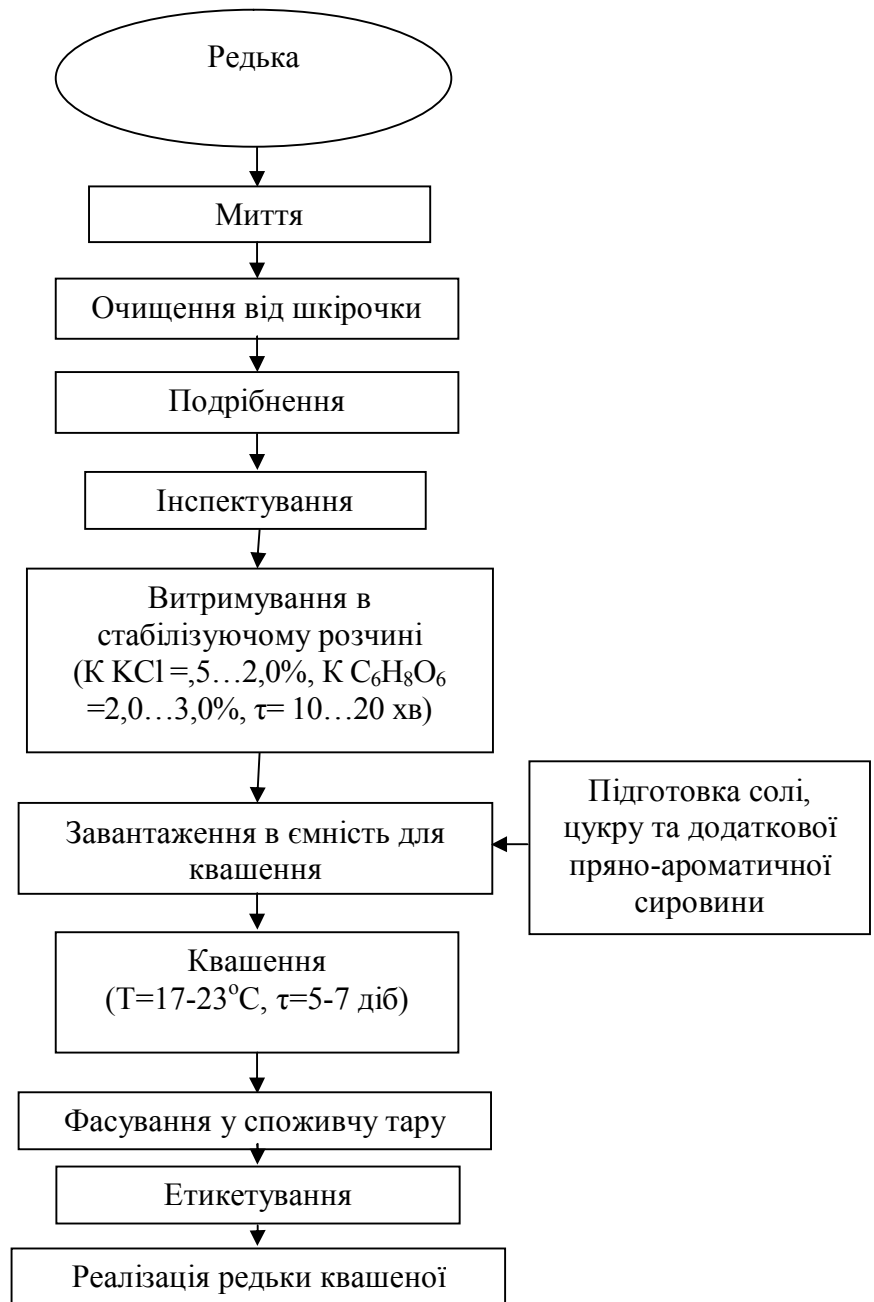 Редька
Миття
Очищення від шкірочки
Подрібнення
Інспектування
Витримування в
стабілізуючому розчині
(К KCl =,5…2,0%, К C₆H₈O₆
=2,0…3,0%, τ= 10…20 хв)
Завантаження в ємність для
квашення
Підготовка солі,
цукру та додаткової
пряно-ароматичної
сировини
Квашення
(Т=17-23ºС, τ=5-7 діб)
Фасування у споживчу тару
Етикетування
Реалізація редьки квашеної